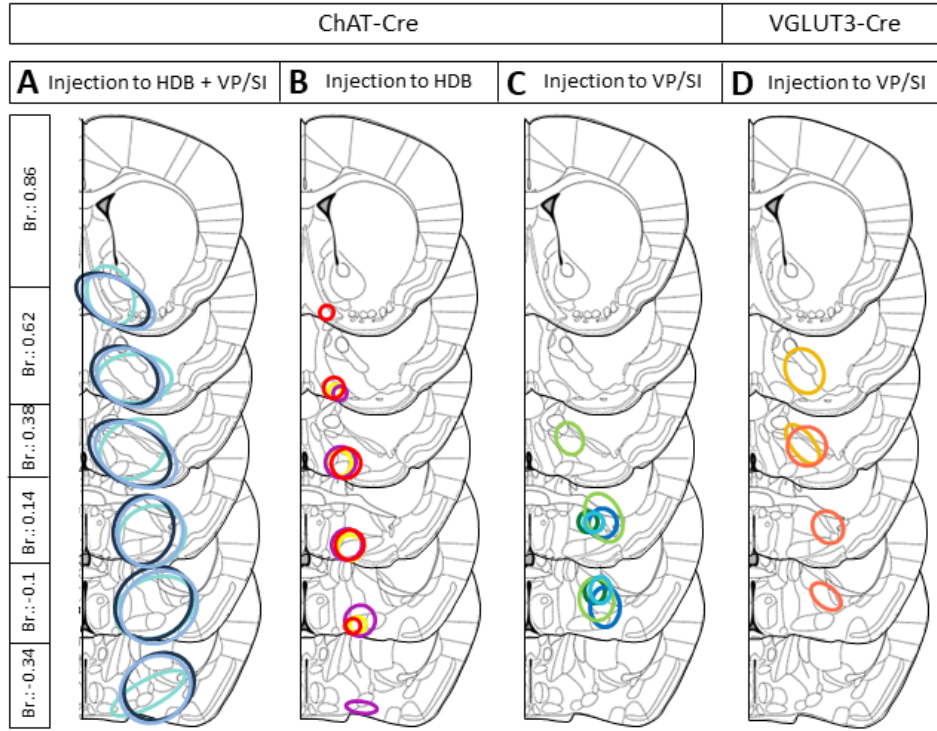 ChAT-Cre VGLUT3-Cre
A Injection to HDB + VP/SI B Injection to HDB C Injection to VP/SI D Injection to VP/SI
Br.: 0.86
Br.: 0.62
Br.: 0.38
Br.: 0.14
Br.:-0.1
Br.:-0.34